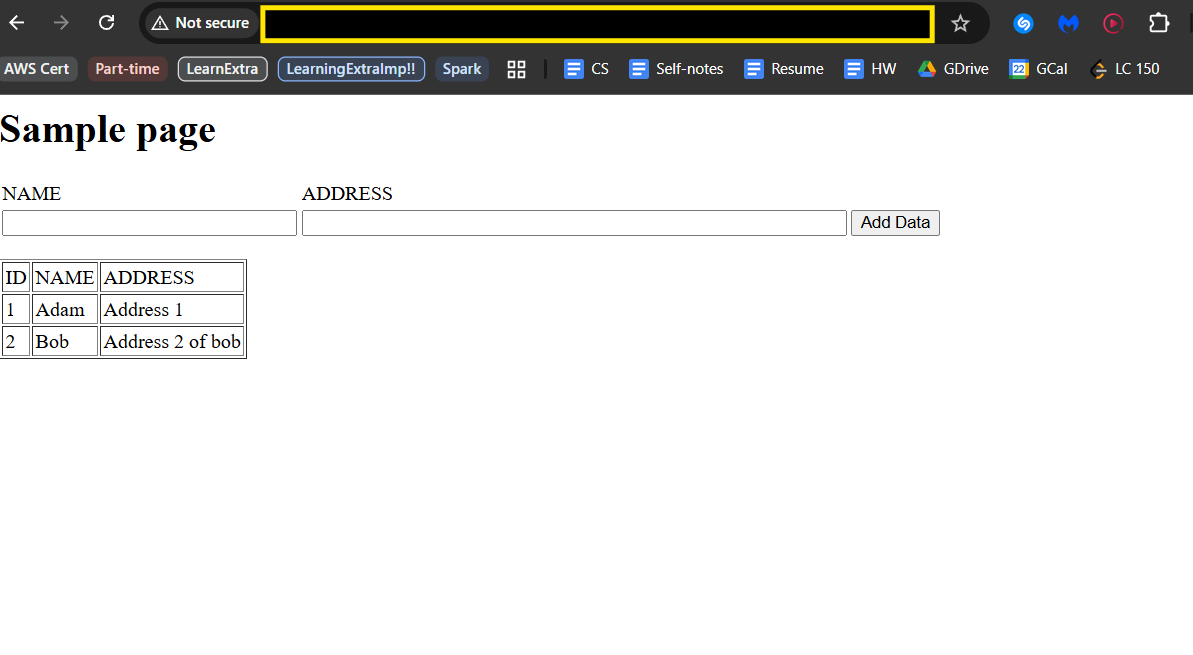 Not secure
AWS Cert Part-time LearnExtra LearningExtraImp!! Spark CS Self-notes Resume HW GDrive 22 GCal LC 150
Sample page
NAME ADDRESS
Add Data
ID NAME ADDRESS
1 Adam Address 1
2 Bob Address 2 of bob